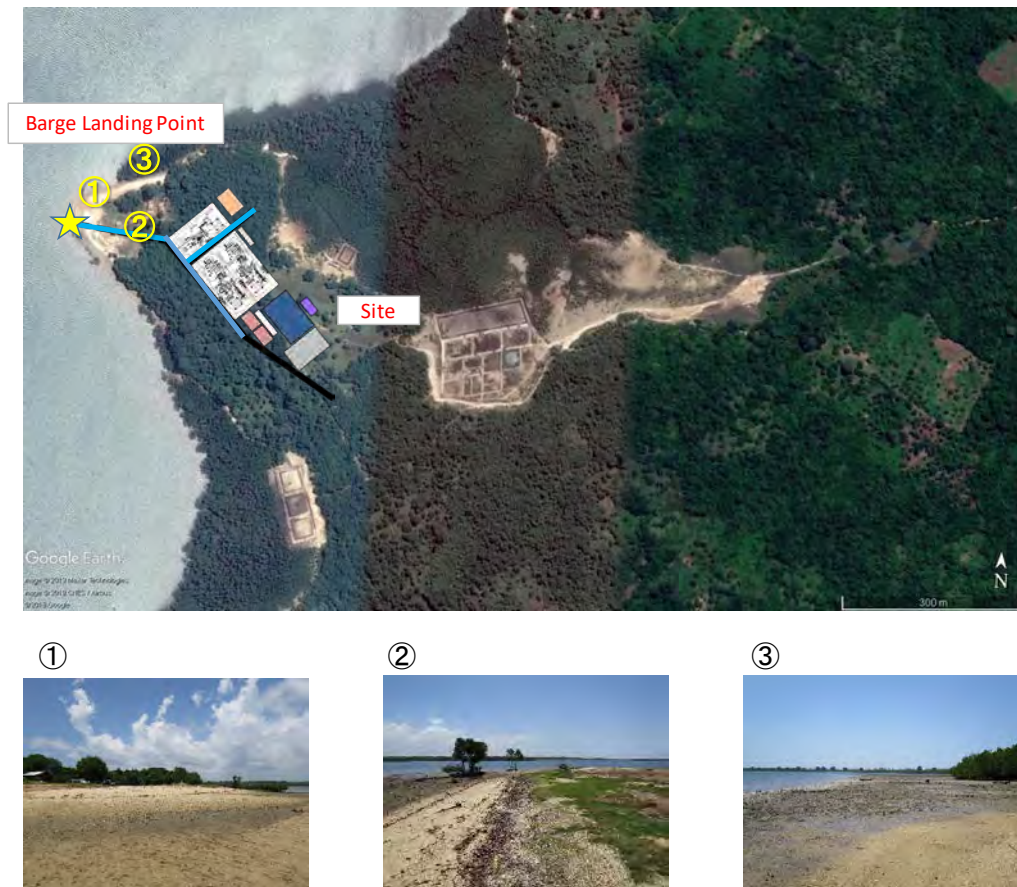 Barge Landing Point
③
①
②
Site
Google Earth
N
300 m
① ② ③